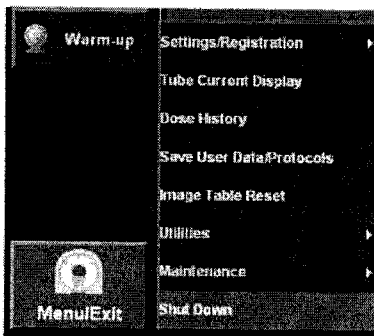 Warm-up
Settings/Registration
Tube Current Display
Dose History
Save User Data/Protocols
Image Table Reset
Utilities
Maintenance
Menu/Exit
Shut Down